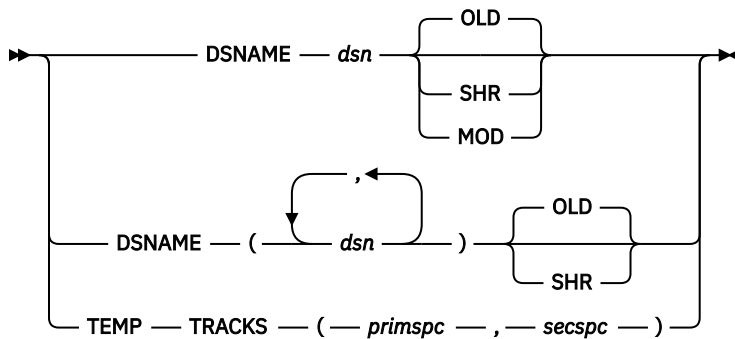 OLD
DSNAME dsn
SHR
MOD
,
OLD
DSNAME ( dsn )
SHR
TEMP TRACKS ( primspc , secspc )